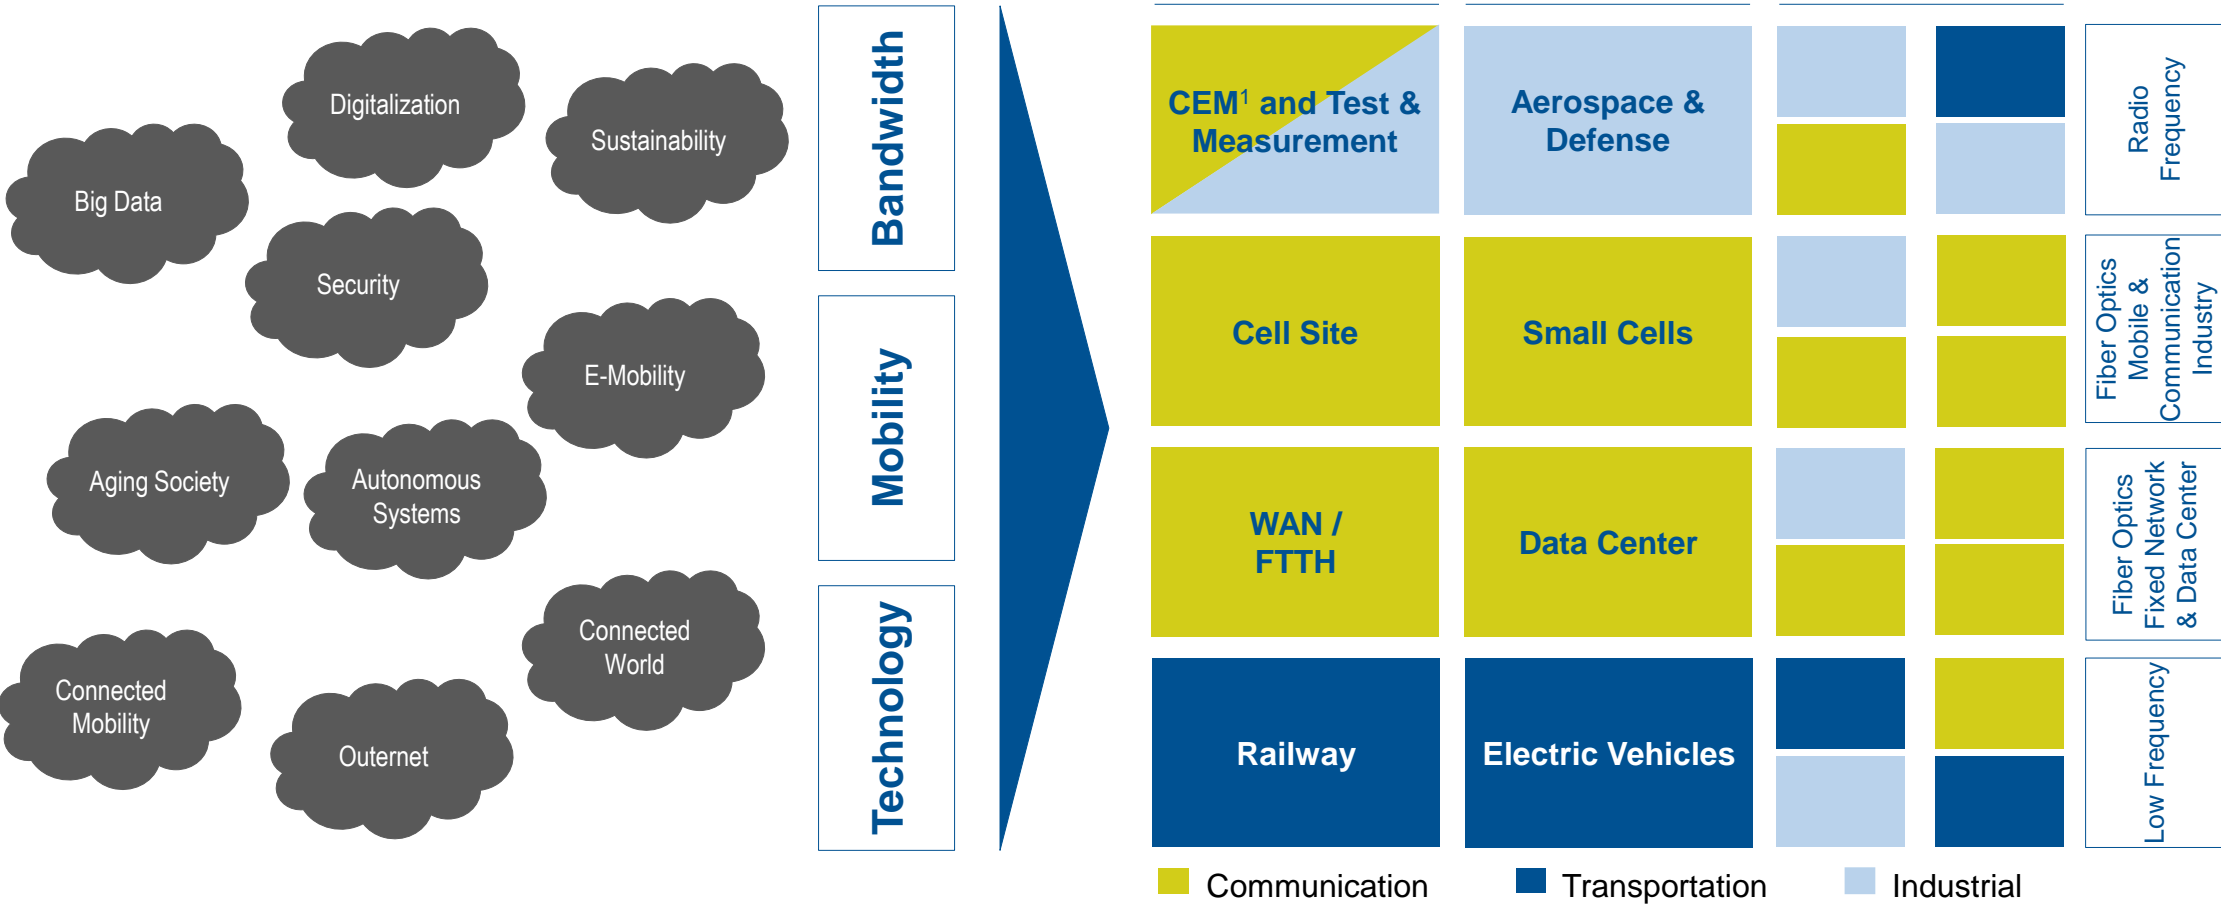 Digitalization
Sustainability
Big Data
Security
E-Mobility
Aging Society
Autonomous
Systems
Connected
World
Connected
Mobility
Outernet
Bandwidth
Mobility
Technology
CEM¹ and Test &
Measurement
Aerospace &
Defense
Radio
Frequency
Cell Site
Small Cells
Fiber Optics
Mobile &
Communication
Industry
WAN /
FTTH
Data Center
Fiber Optics
Fixed Network
& Data Center
Railway
Electric Vehicles
Low Frequency
Communication
Transportation
Industrial